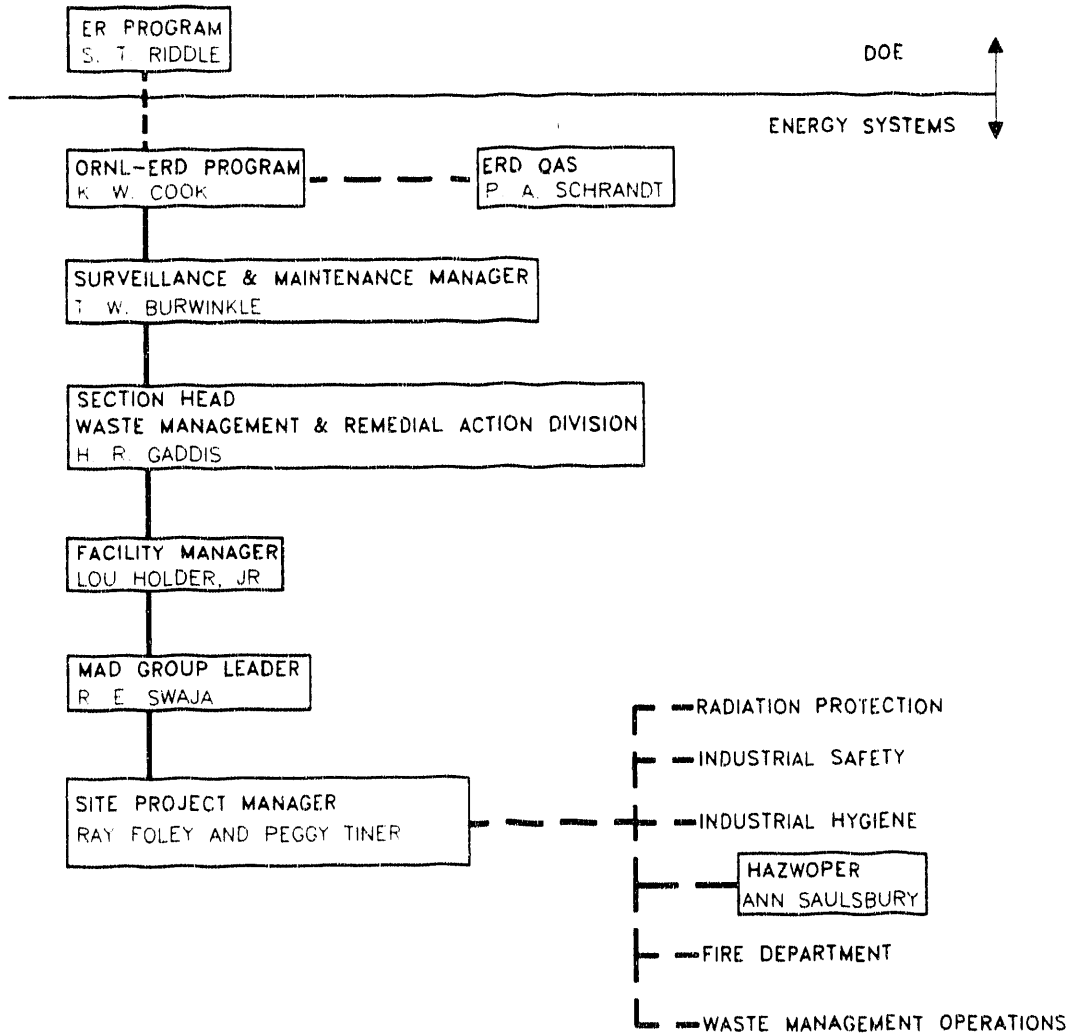 ER PROGRAM
S. T. RIDDLE
DOE
ENERGY SYSTEMS
ORNL-ERD PROGRAM
K W. COOK
ERD QAS
P A. SCHRANDT
SURVEILLANCE & MAINTENANCE MANAGER
T W. BURWINKLE
SECTION HEAD
WASTE MANAGEMENT & REMEDIAL ACTION DIVISION
H R. GADDIS
FACILITY MANAGER
LOU HOLDER, JR
MAD GROUP LEADER
R E SWAJA
SITE PROJECT MANAGER
RAY FOLEY AND PEGGY TINER
RADIATION PROTECTION
INDUSTRIAL SAFETY
INDUSTRIAL HYGIENE
HAZWOPER
ANN SAULSBURY
FIRE DEPARTMENT
WASTE MANAGEMENT OPERATIONS